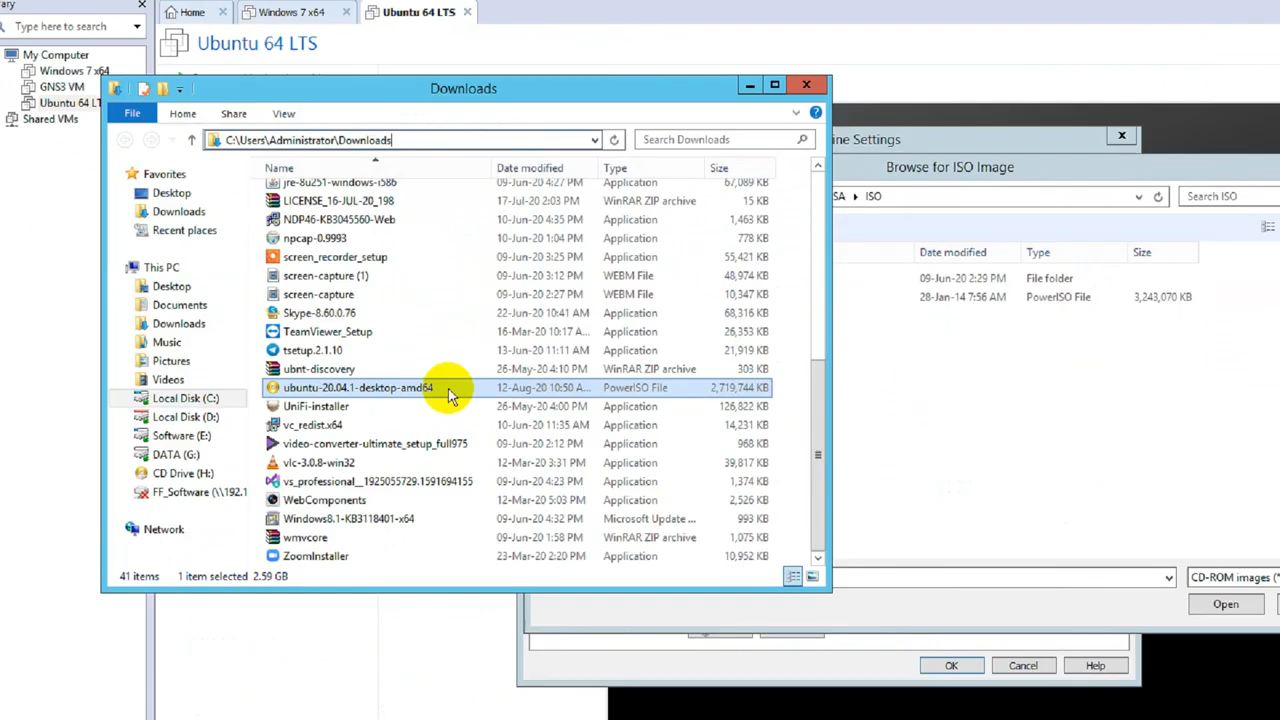 ary
Home
Windows 7 x64
Ubuntu 64 LTS
Type here to search
Ubuntu 64 LTS
My Computer
Windows 7 x64
GNS3 VM
Ubuntu 64 LT
Shared VMs
Downloads
File
Home
Share
View
C:\Users\Administrator\Downloads
Search Downloads
Name
Date modified
Type
Size
Favorites
Desktop
Downloads
Recent places
This PC
Desktop
Documents
Downloads
Music
Pictures
Videos
Local Disk (C:)
Local Disk (D:)
Software (E:)
DATA (G:)
CD Drive (H:)
FF_Software (\\192.1
Network
jre-8u251-windows-i586 09-Jun-20 4:27 PM Application 67,089 KB
LICENSE_16-JUL-20_198 17-Jul-20 2:03 PM WinRAR ZIP archive 15 KB
NDP46-KB3045560-Web 10-Jun-20 4:35 PM Application 1,463 KB
npcap-0.9993 10-Jun-20 1:04 PM Application 778 KB
screen_recorder_setup 09-Jun-20 3:25 PM Application 55,421 KB
screen-capture (1) 09-Jun-20 3:12 PM WEBM File 48,974 KB
screen-capture 09-Jun-20 2:27 PM WEBM File 10,347 KB
Skype-8.60.0.76 22-Jun-20 10:41 AM Application 68,316 KB
TeamViewer_Setup 16-Mar-20 10:17 A... Application 26,353 KB
tsetup.2.1.10 13-Jun-20 11:11 AM Application 21,919 KB
ubnt-discovery 26-May-20 4:10 PM WinRAR ZIP archive 303 KB
ubuntu-20.04.1-desktop-amd64 12-Aug-20 10:50 A... PowerISO File 2,719,744 KB
UniFi-installer 26-May-20 4:00 PM Application 126,822 KB
vc_redist.x64 10-Jun-20 11:35 AM Application 14,231 KB
video-converter-ultimate_setup_full975 09-Jun-20 2:12 PM Application 968 KB
vlc-3.0.8-win32 12-Mar-20 3:31 PM Application 39,817 KB
vs_professional__1925055729.1591694155 09-Jun-20 4:23 PM Application 1,374 KB
WebComponents 12-Mar-20 5:03 PM Application 2,526 KB
Windows8.1-KB3118401-x64 09-Jun-20 4:32 PM Microsoft Update ... 993 KB
wmvcore 09-Jun-20 1:58 PM WinRAR ZIP archive 1,075 KB
ZoomInstaller 23-Mar-20 2:20 PM Application 10,952 KB
41 items 1 item selected 2.59 GB
ine Settings
Browse for ISO Image
SA ISO
Search ISO
Date modified
Type
Size
09-Jun-20 2:29 PM File folder
28-Jan-14 7:56 AM PowerISO File 3,243,070 KB
CD-ROM images (*
Open
OK
Cancel
Help